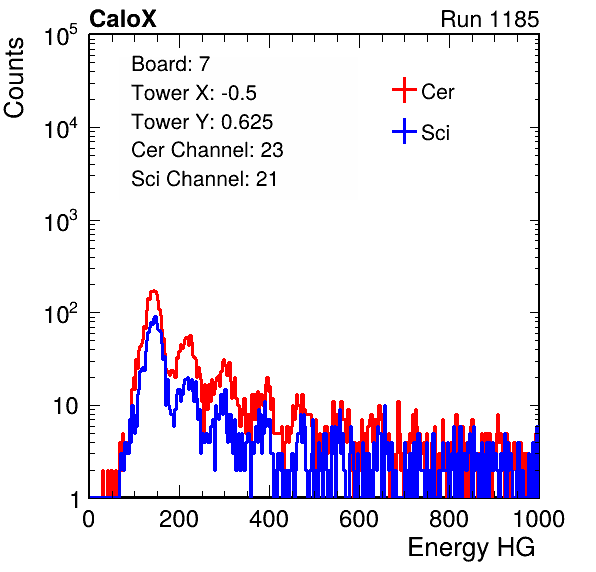 CaloX Run 1185
Counts
Board: 7
Tower X: -0.5
Tower Y: 0.625
Cer Channel: 23
Sci Channel: 21
Cer
Sci
10^5
10^4
10^3
10^2
10
1
0 200 400 600 800 1000
Energy HG